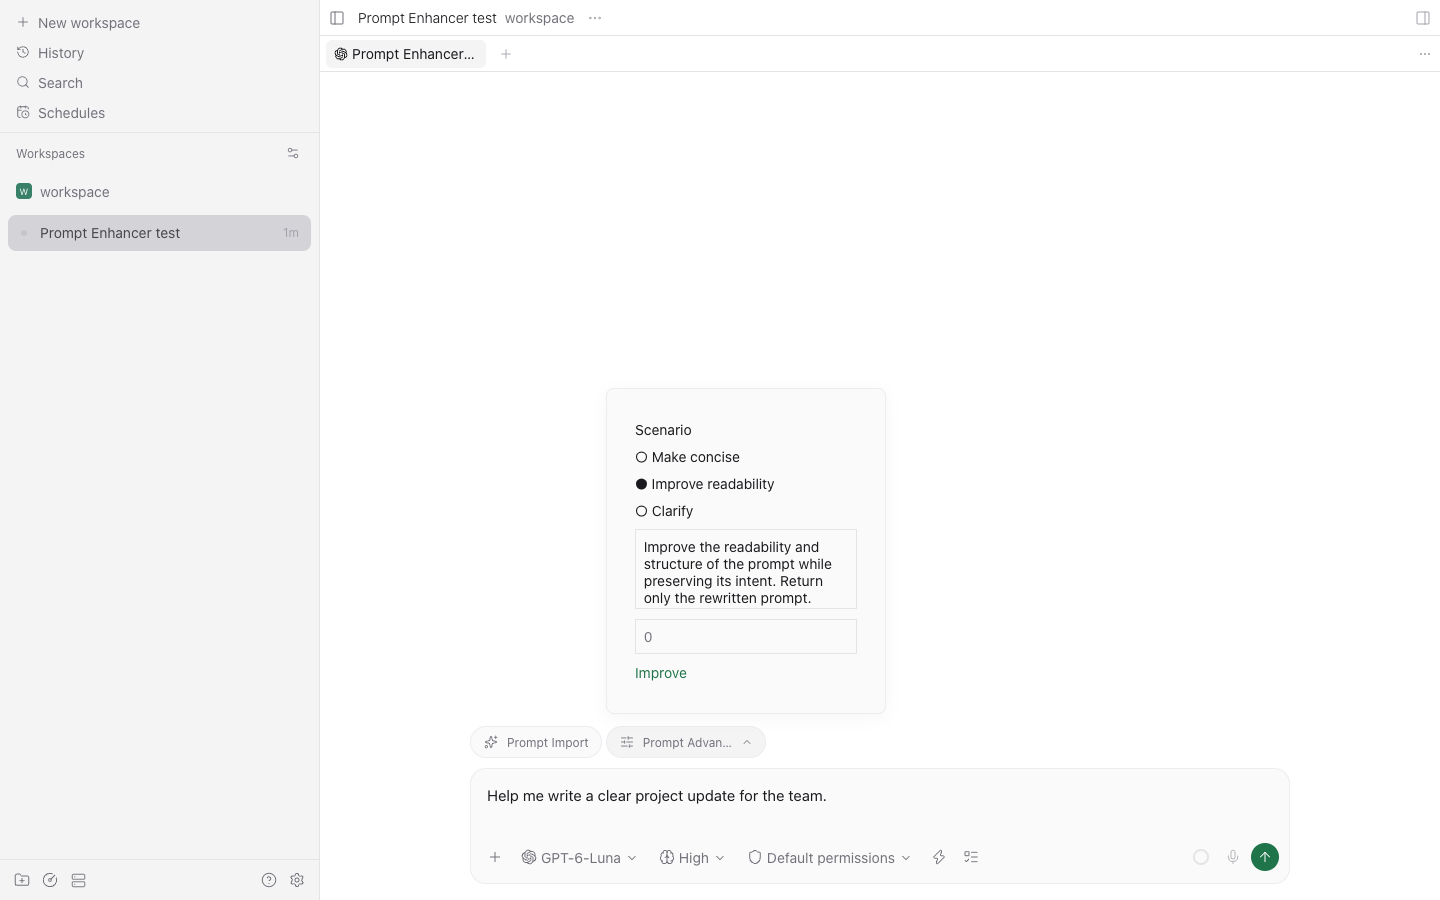 New workspace
History
Search
Schedules
Workspaces
W workspace
Prompt Enhancer test 1m
Prompt Enhancer test workspace
Prompt Enhancer...
Scenario
Make concise
Improve readability
Clarify
Improve the readability and
structure of the prompt while
preserving its intent. Return
only the rewritten prompt.
0
Improve
Prompt Import Prompt Advan...
Help me write a clear project update for the team.
GPT-6-Luna High Default permissions